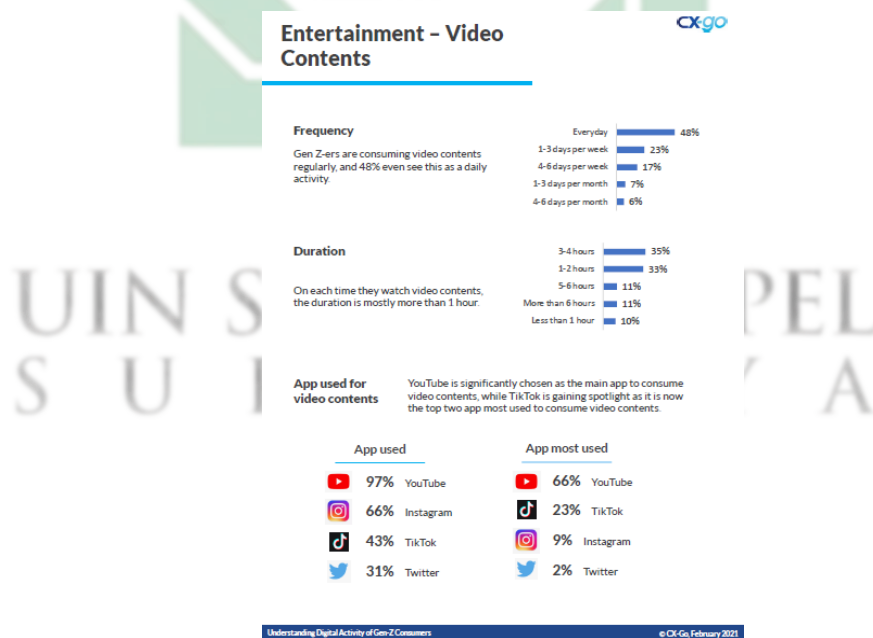 Entertainment – Video
Contents
CX-go
Frequency
Gen Z-ers are consuming video contents
regularly, and 48% even see this as a daily
activity.
Everyday 48%
1-3 days per week 23%
4-6 days per week 17%
1-3 days per month 7%
4-6 days per month 6%
Duration
On each time they watch video contents,
the duration is mostly more than 1 hour.
3-4 hours 35%
1-2 hours 33%
5-6 hours 11%
More than 6 hours 11%
Less than 1 hour 10%
UIN S PEL
S U A
App used for
video contents
YouTube is significantly chosen as the main app to consume
video contents, while TikTok is gaining spotlight as it is now
the top two app most used to consume video contents.
App used
97% YouTube
66% Instagram
43% TikTok
31% Twitter
App most used
66% YouTube
23% TikTok
9% Instagram
2% Twitter
Understanding Digital Activity of Gen-Z Consumers
© CX-Go, February 2021